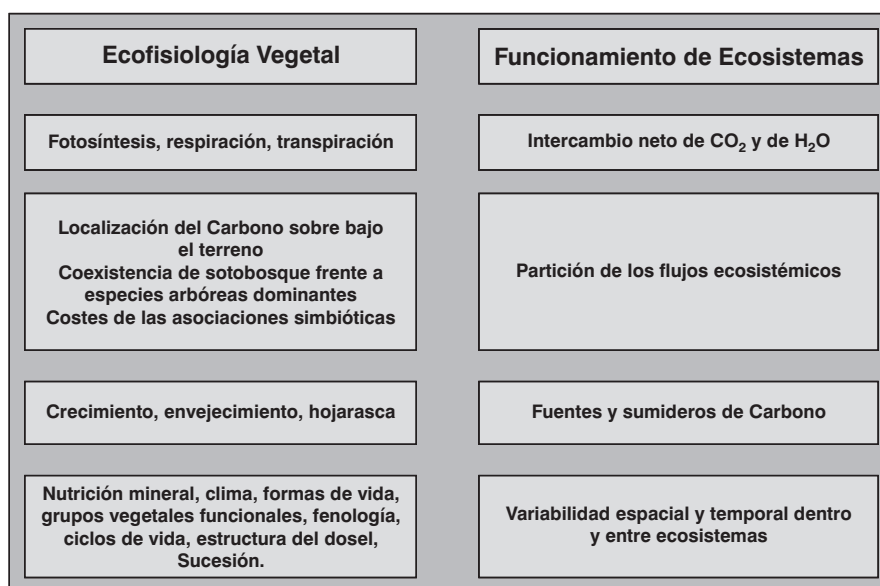 Ecofisiología Vegetal
Funcionamiento de Ecosistemas
Fotosíntesis, respiración, transpiración
Intercambio neto de CO₂ y de H₂O
Localización del Carbono sobre bajo
el terreno
Coexistencia de sotobosque frente a
especies arbóreas dominantes
Costes de las asociaciones simbióticas
Partición de los flujos ecosistémicos
Crecimiento, envejecimiento, hojarasca
Fuentes y sumideros de Carbono
Nutrición mineral, clima, formas de vida,
grupos vegetales funcionales, fenología,
ciclos de vida, estructura del dosel,
Sucesión.
Variabilidad espacial y temporal dentro
y entre ecosistemas